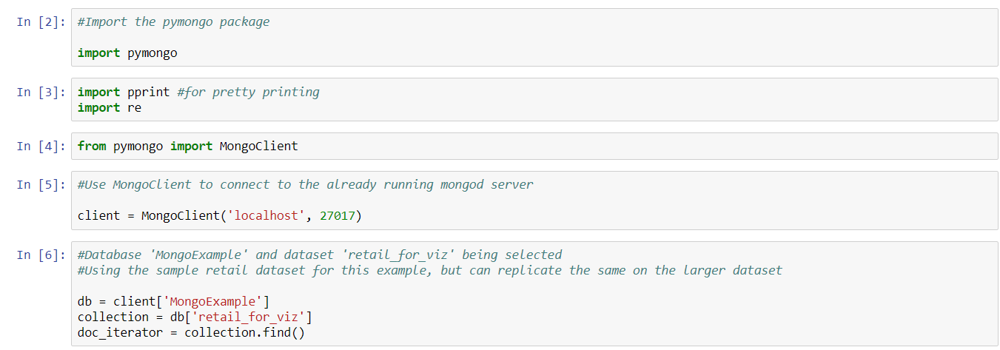 In [2]: #Import the pymongo package
import pymongo
In [3]: import pprint #for pretty printing
import re
In [4]: from pymongo import MongoClient
In [5]: #Use MongoClient to connect to the already running mongod server
client = MongoClient('localhost', 27017)
In [6]: #Database 'MongoExample' and dataset 'retail_for_viz' being selected
#Using the sample retail dataset for this example, but can replicate the same on the larger dataset
db = client['MongoExample']
collection = db['retail_for_viz']
doc_iterator = collection.find()